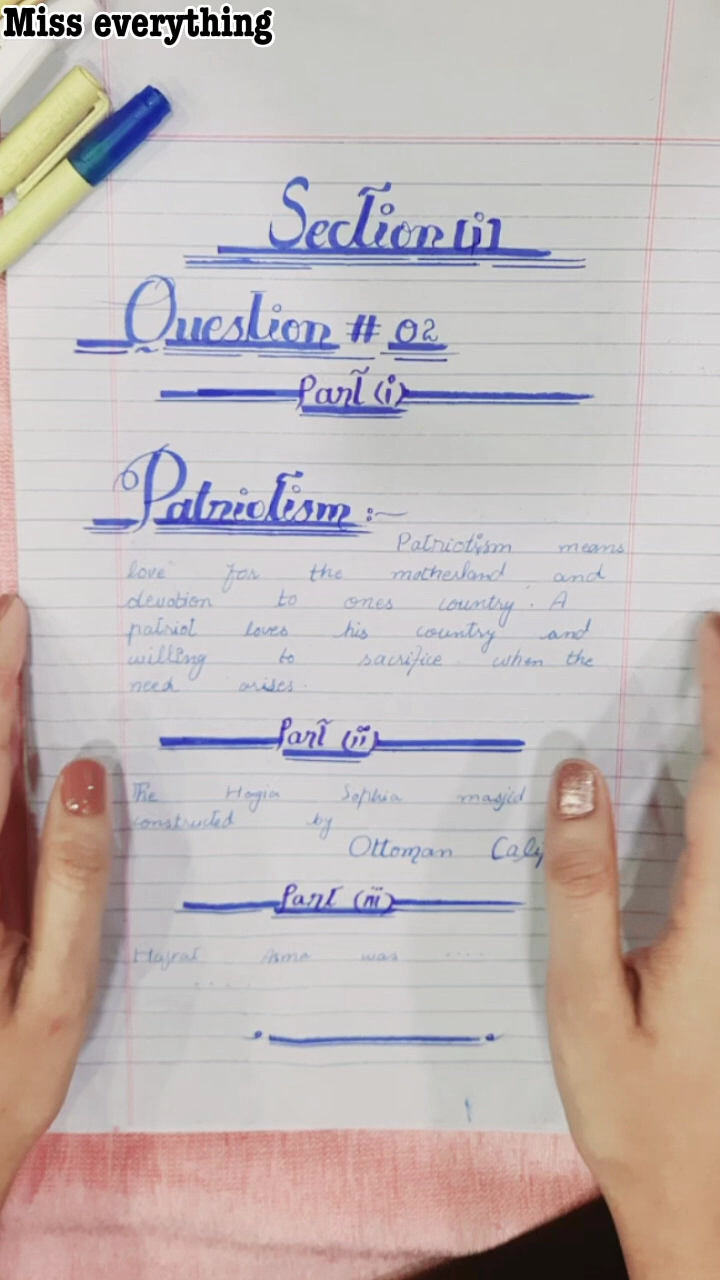 Miss everything
Section [i]
Question # 02
Part (i)
Patriotism :-
Patriotism means
love for the motherland and
devotion to ones country. A
patriot loves his country and
willing to sacrifice when the
need arises.
Part (ii)
The Hagia Sophia masjid
constructed by
Ottoman
Part (iii)
Hajrat Asma was ....
....